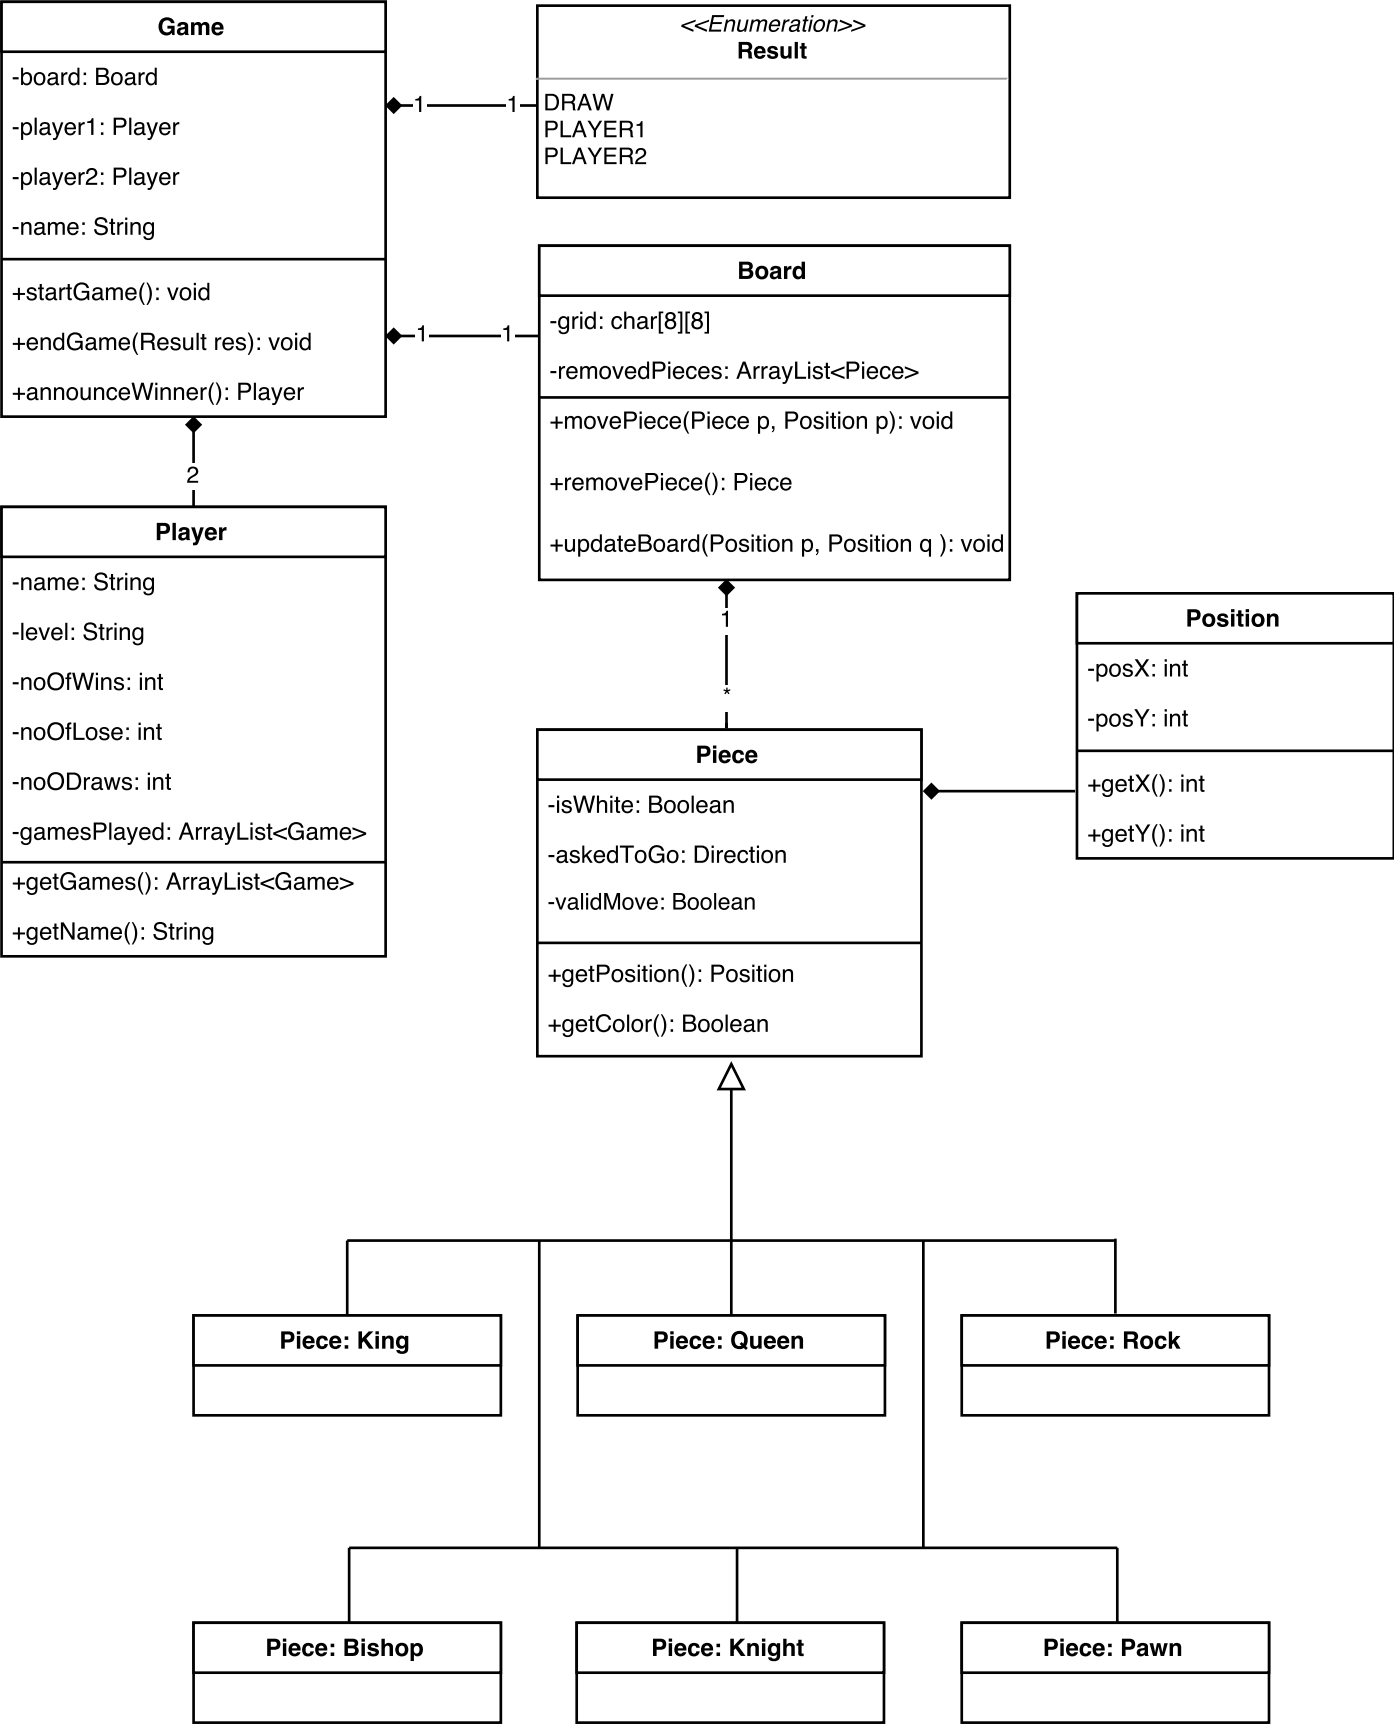 Game
-board: Board
-player1: Player
-player2: Player
-name: String
+startGame(): void
+endGame(Result res): void
+announceWinner(): Player
1
1
<<Enumeration>>
Result
DRAW
PLAYER1
PLAYER2
1
1
Board
-grid: char[8][8]
-removedPieces: ArrayList<Piece>
+movePiece(Piece p, Position p): void
+removePiece(): Piece
+updateBoard(Position p, Position q ): void
2
Player
-name: String
-level: String
-noOfWins: int
-noOfLose: int
-noODraws: int
-gamesPlayed: ArrayList<Game>
+getGames(): ArrayList<Game>
+getName(): String
1
*
Piece
-isWhite: Boolean
-askedToGo: Direction
-validMove: Boolean
+getPosition(): Position
+getColor(): Boolean
Position
-posX: int
-posY: int
+getX(): int
+getY(): int
Piece: King
Piece: Queen
Piece: Rock
Piece: Bishop
Piece: Knight
Piece: Pawn